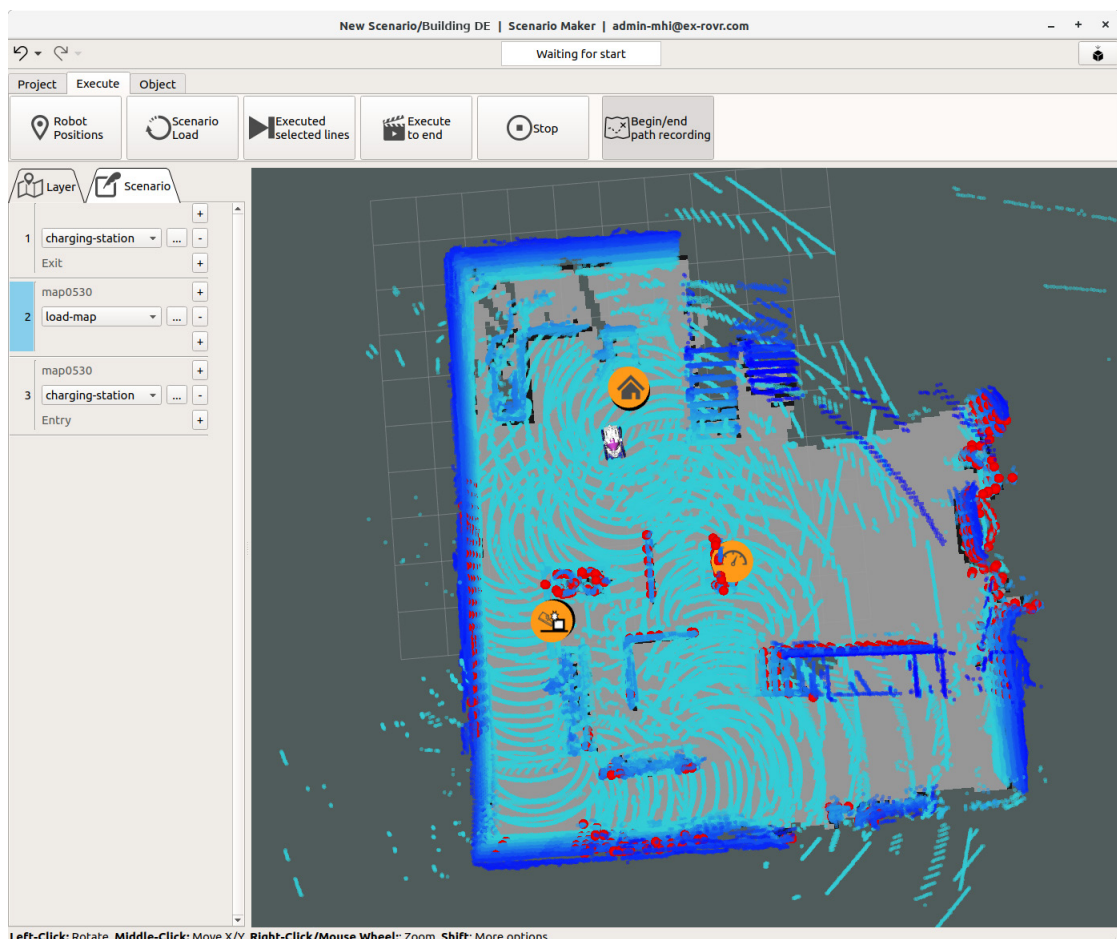 New Scenario/Building DE | Scenario Maker | admin-mhi@ex-rovr.com
Waiting for start
Project Execute Object
Robot Positions
Scenario Load
Executed selected lines
Execute to end
Stop
Begin/end path recording
Layer Scenario
+
1 charging-station ... -
Exit +
map0530 +
2 load-map ... -
+
map0530 +
3 charging-station ... -
Entry +
Left-Click: Rotate. Middle-Click: Move X/Y. Right-Click/Mouse Wheel:: Zoom. Shift: More options.